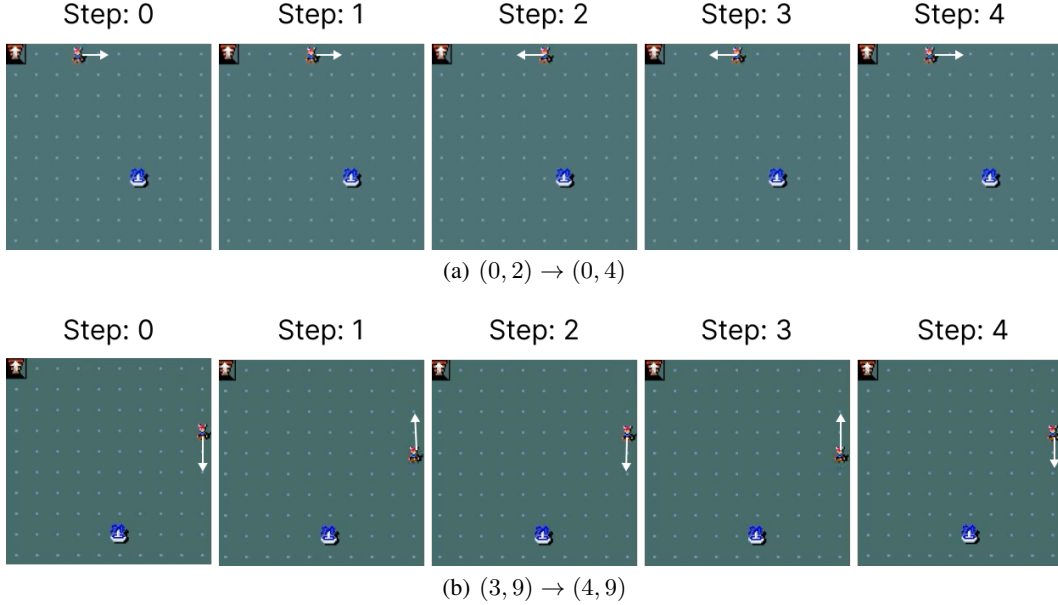 Step: 0 Step: 1 Step: 2 Step: 3 Step: 4
(a) (0, 2) → (0, 4)
Step: 0 Step: 1 Step: 2 Step: 3 Step: 4
(b) (3, 9) → (4, 9)